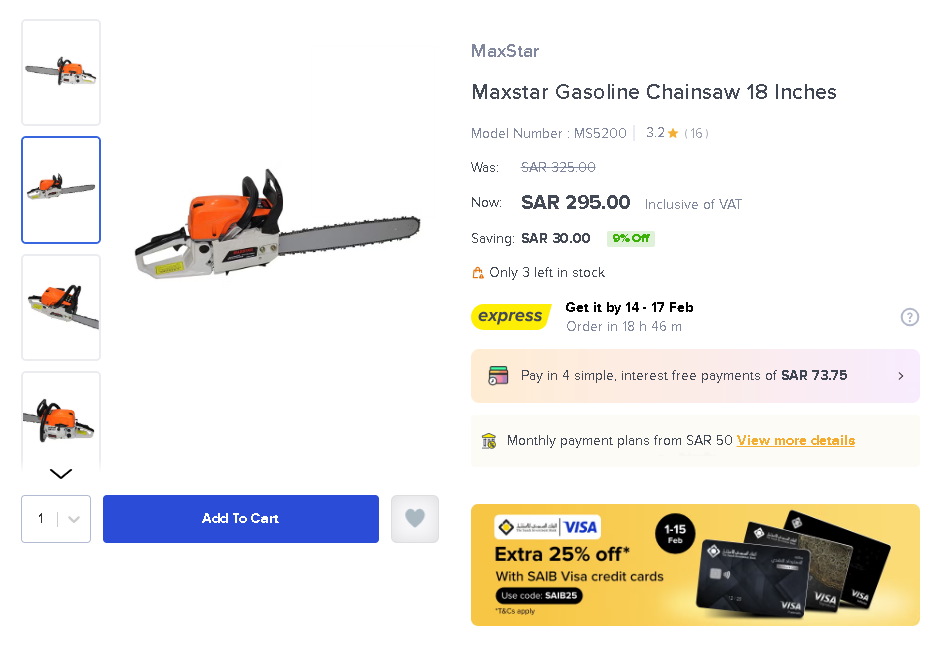 MaxStar
Maxstar Gasoline Chainsaw 18 Inches
Model Number : MS5200 3.2 (16)
Was: SAR 325.00
Now: SAR 295.00 Inclusive of VAT
Saving: SAR 30.00 9% Off
Only 3 left in stock
express Get it by 14 - 17 Feb
Order in 18 h 46 m
?
Pay in 4 simple, interest free payments of SAR 73.75
Monthly payment plans from SAR 50 View more details
1 Add To Cart
VISA
1-15
Feb
Extra 25% off*
With SAIB Visa credit cards
Use code: SAIB25
*T&Cs apply
VISA
VISA
VISA